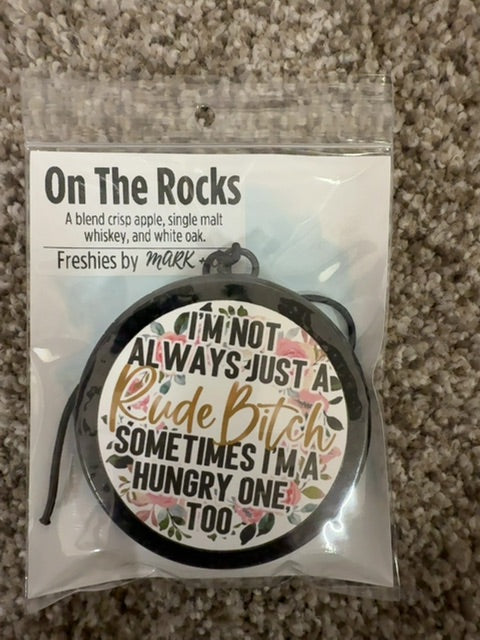 On The Rocks
A blend crisp apple, single malt
whiskey, and white oak.
Freshies by MARK +
I'M NOT
ALWAYS JUST A
Rude Bitch
SOMETIMES I'M A
HUNGRY ONE,
TOO